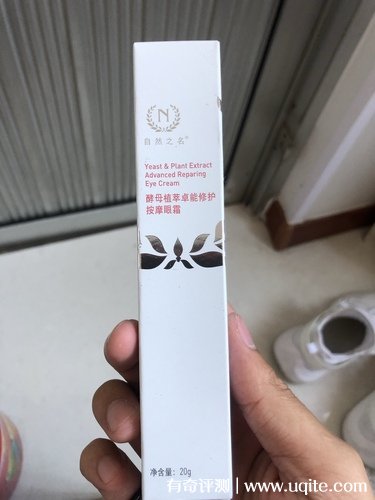 N
自然之名®
Yeast & Plant Extract
Advanced Reparing
Eye Cream
酵母植萃卓能修护
按摩眼霜
净含量：20g
有奇评测 | www.uqite.com